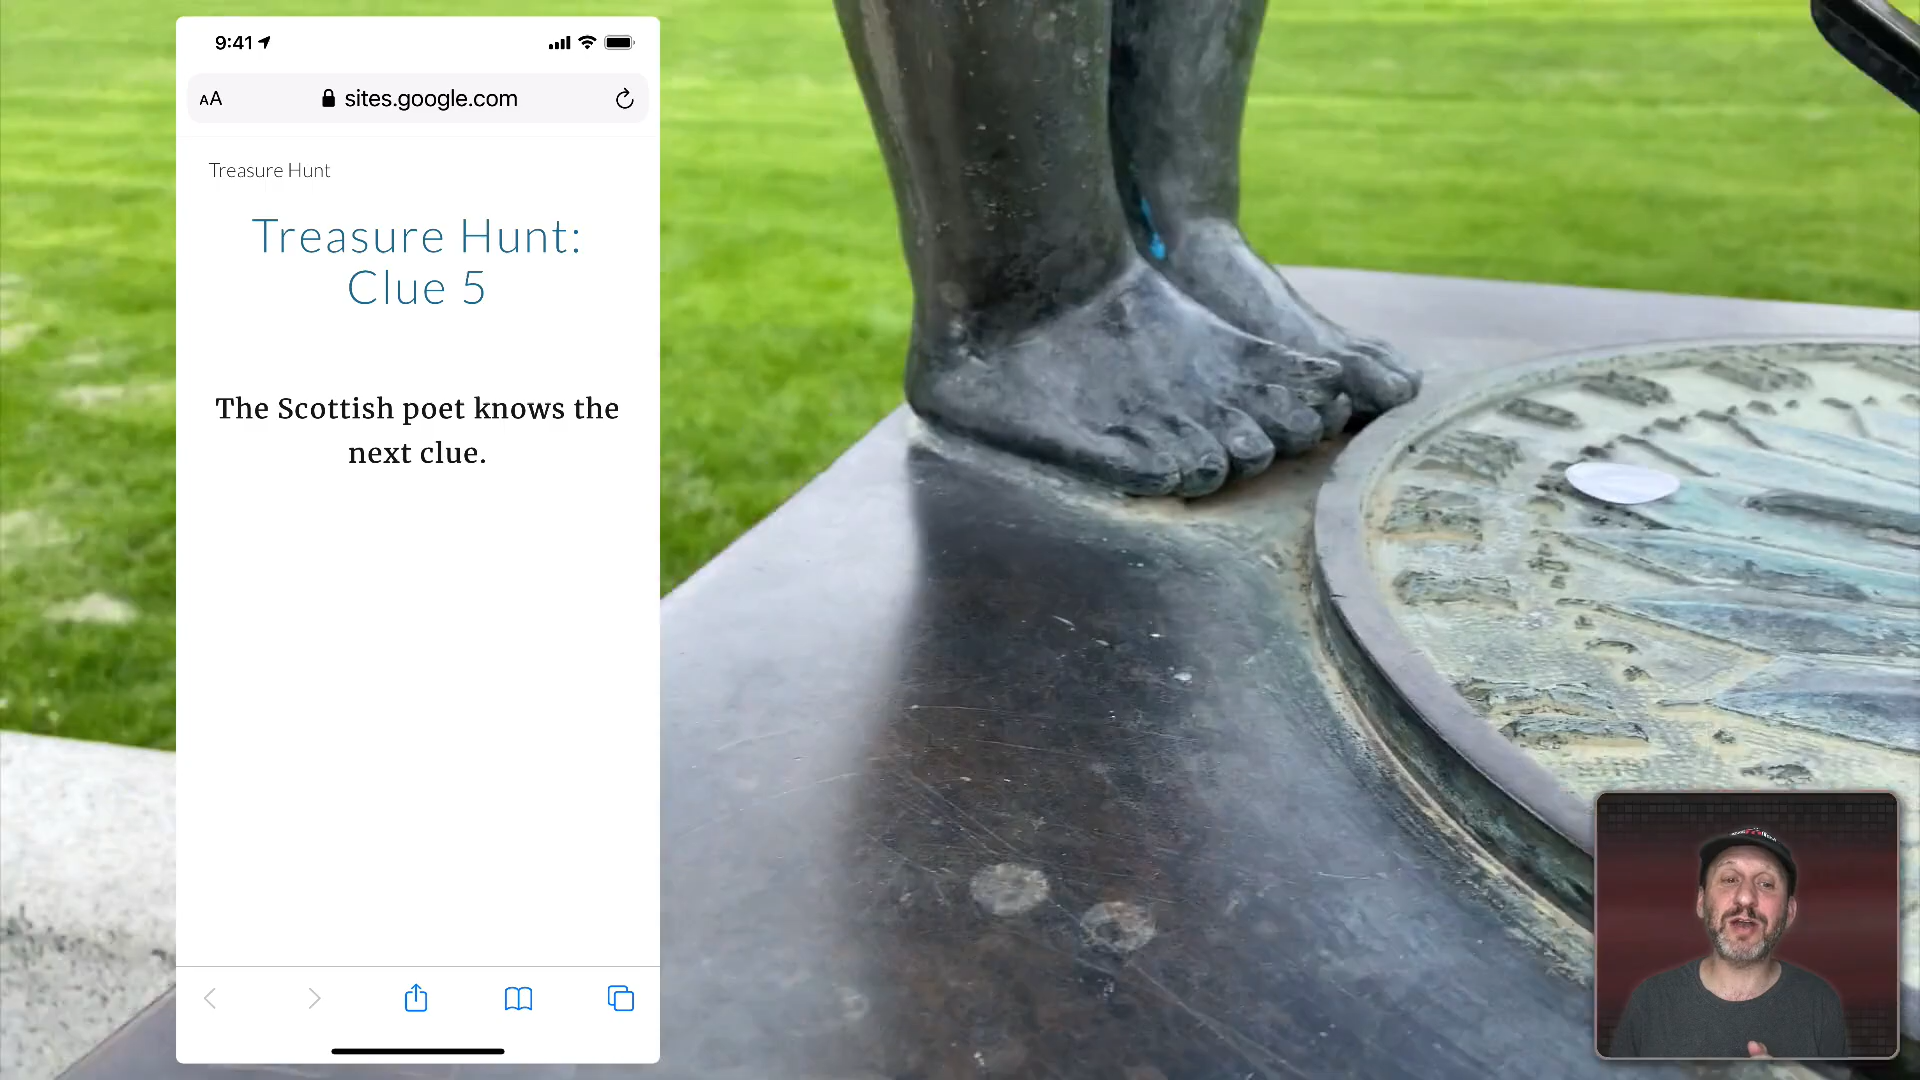 9:41
AA sites.google.com
Treasure Hunt
Treasure Hunt:
Clue 5
The Scottish poet knows the
next clue.